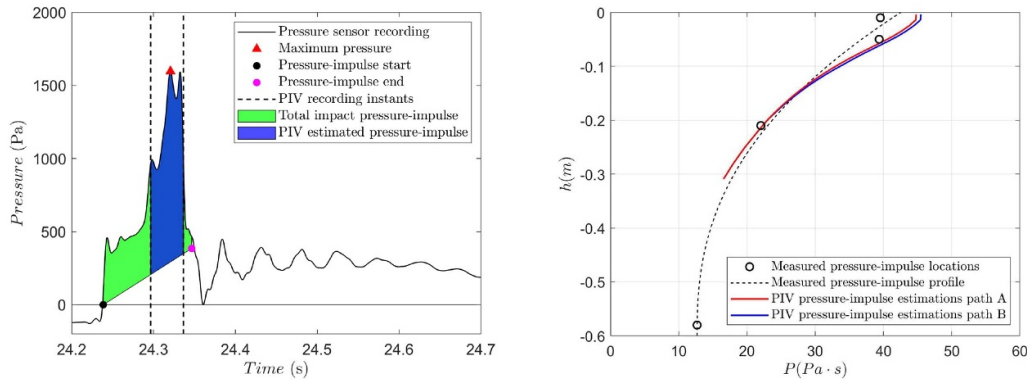 2000
1500
1000
500
0
Pressure (Pa)
24.2
24.3
24.4
24.5
24.6
24.7
Time (s)
Pressure sensor recording
Maximum pressure
Pressure-impulse start
Pressure-impulse end
PIV recording instants
Total impact pressure-impulse
PIV estimated pressure-impulse
0
-0.1
-0.2
-0.3
-0.4
-0.5
-0.6
h(m)
0
10
20
30
40
50
60
P(Pa · s)
Measured pressure-impulse locations
Measured pressure-impulse profile
PIV pressure-impulse estimations path A
PIV pressure-impulse estimations path B